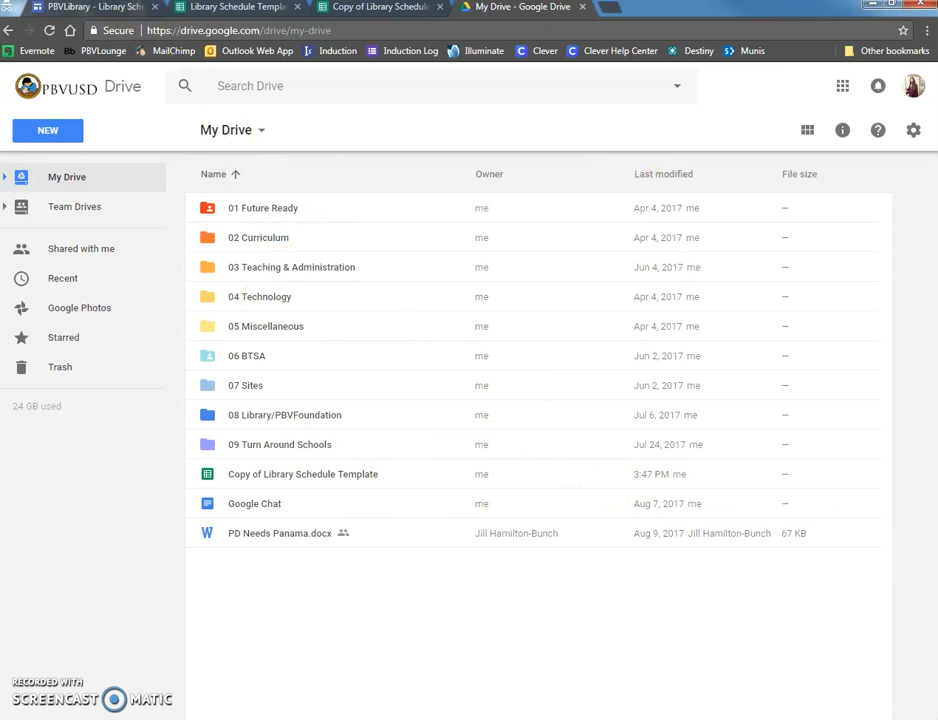 PBVLibrary - Library Sch
Library Schedule Templa
Copy of Library Schedule
My Drive - Google Drive
Secure
https://drive.google.com/drive/my-drive
Evernote
Bb PBVLounge
MailChimp
Outlook Web App
Is Induction
Induction Log
Illuminate
C Clever
C Clever Help Center
Destiny
Munis
Other bookmarks
PBVUSD Drive
Search Drive
NEW
My Drive
My Drive
Team Drives
Shared with me
Recent
Google Photos
Starred
Trash
24 GB used
Name Owner Last modified File size
01 Future Ready me Apr 4, 2017 me —
02 Curriculum me Apr 4, 2017 me —
03 Teaching & Administration me Jun 4, 2017 me —
04 Technology me Apr 4, 2017 me —
05 Miscellaneous me Apr 4, 2017 me —
06 BTSA me Jun 2, 2017 me —
07 Sites me Jun 2, 2017 me —
08 Library/PBVFoundation me Jul 6, 2017 me —
09 Turn Around Schools me Jul 24, 2017 me —
Copy of Library Schedule Template me 3:47 PM me —
Google Chat me Aug 7, 2017 me —
W PD Needs Panama.docx Jill Hamilton-Bunch Aug 9, 2017 Jill Hamilton-Bunch 67 KB
RECORDED WITH
SCREENCAST MATIC